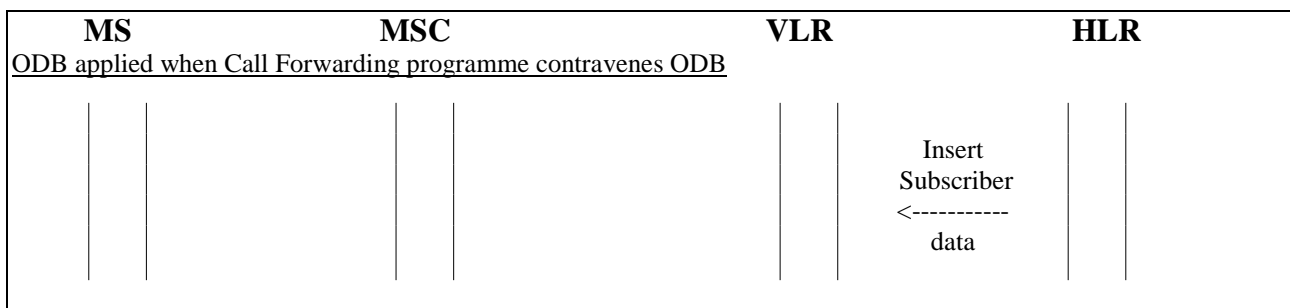 MS MSC VLR HLR
ODB applied when Call Forwarding programme contravenes ODB
Insert
Subscriber
<-----------
data